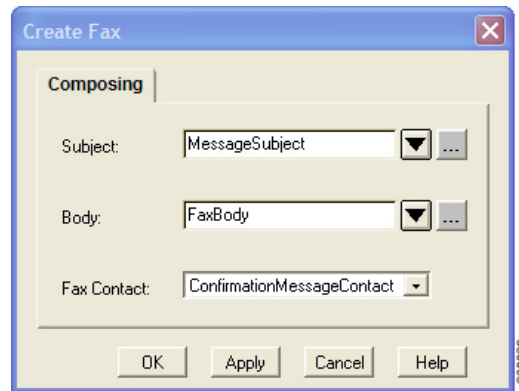 Create Fax
Composing
Subject: MessageSubject ...
Body: FaxBody ...
Fax Contact: ConfirmationMessageContact
OK Apply Cancel Help